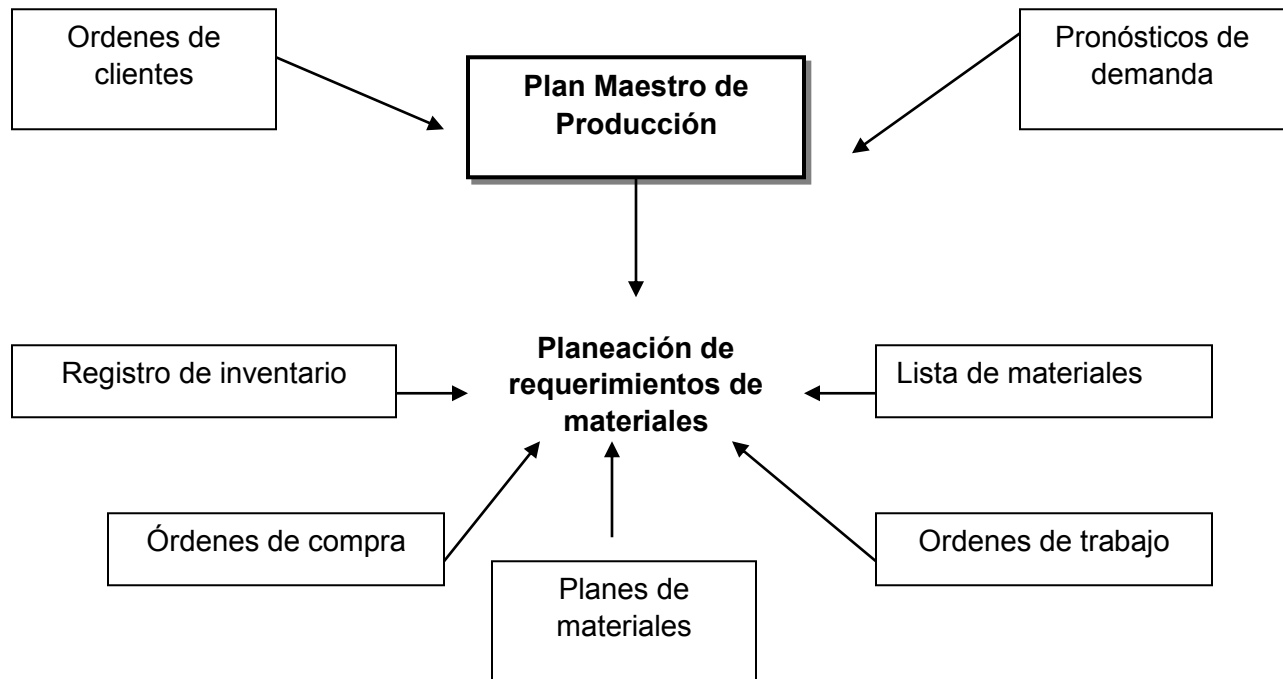 Ordenes de
clientes
Plan Maestro de
Producción
Pronósticos de
demanda
Registro de inventario
Planeación de
requerimientos de
materiales
Lista de materiales
Órdenes de compra
Planes de
materiales
Ordenes de trabajo